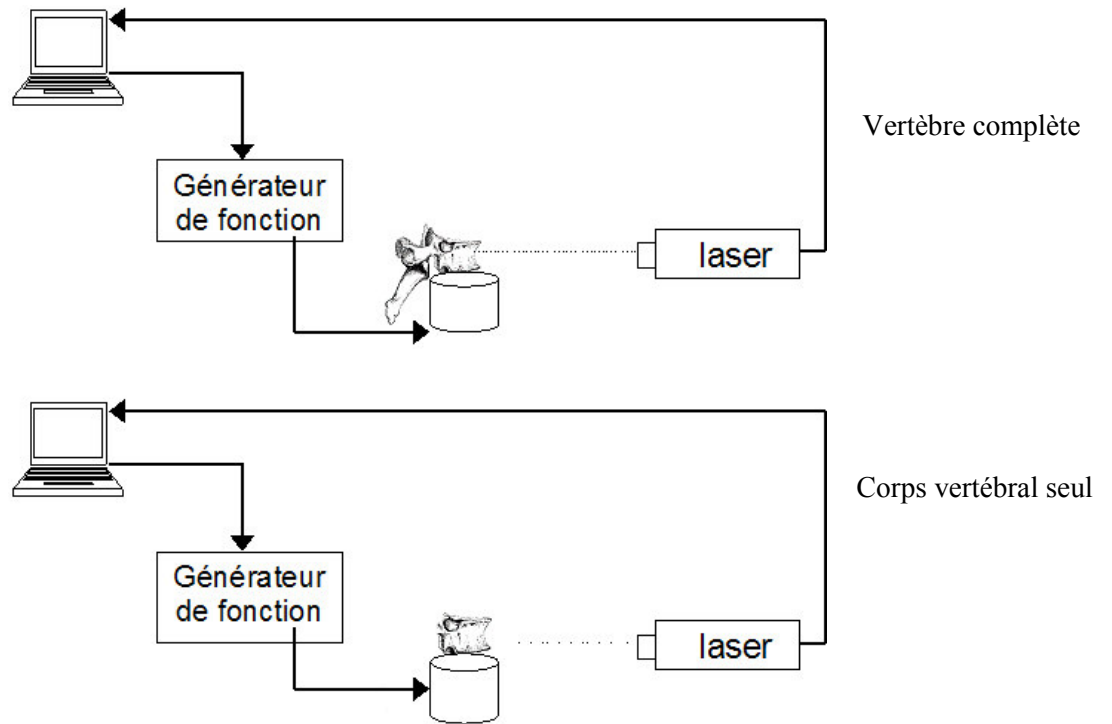 Vertèbre complète
Générateur
de fonction
laser
Corps vertébral seul
Générateur
de fonction
laser